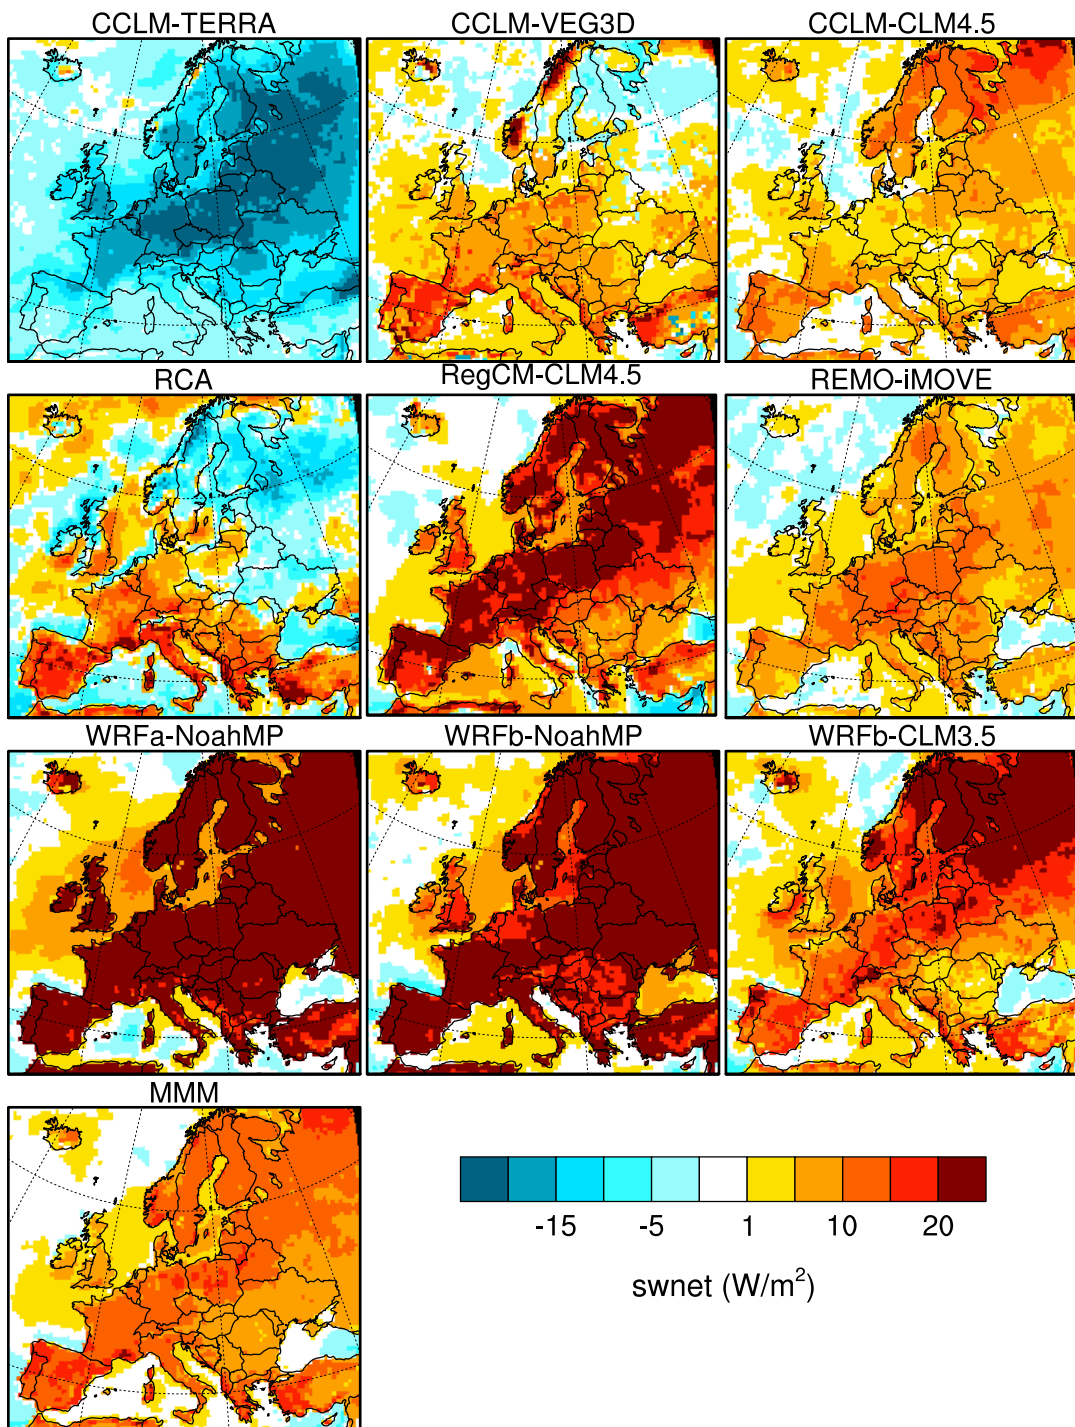 CCLM-TERRA CCLM-VEG3D CCLM-CLM4.5
RCA RegCM-CLM4.5 REMO-iMOVE
WRFa-NoahMP WRFb-NoahMP WRFb-CLM3.5
MMM
-15 -5 1 10 20
swnet (W/m²)